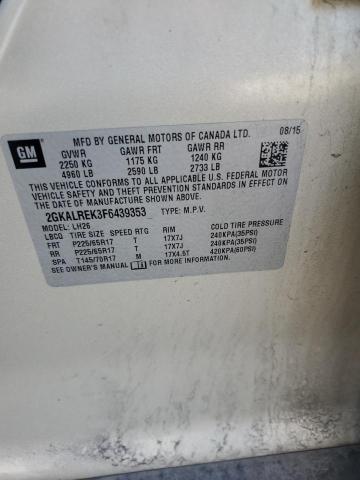 GM
MFD BY GENERAL MOTORS OF CANADA LTD. 08/15
GVWR GAWR FRT GAWR RR
2250 KG 1175 KG 1240 KG
4960 LB 2590 LB 2733 LB
THIS VEHICLE CONFORMS TO ALL APPLICABLE U.S. FEDERAL MOTOR
VEHICLE SAFETY AND THEFT PREVENTION STANDARDS IN EFFECT ON
THE DATE OF MANUFACTURE SHOWN ABOVE.
2GKALREK3F6439353 TYPE: M.P.V.
MODEL: LH26
LBCQ TIRE SIZE SPEED RTG RIM COLD TIRE PRESSURE
FRT P225/65R17 T 17X7J 240KPA(35PSI)
RR P225/65R17 T 17X7J 240KPA(35PSI)
SPA T145/70R17 M 17X4.5T 420KPA(60PSI)
SEE OWNER'S MANUAL FOR MORE INFORMATION.